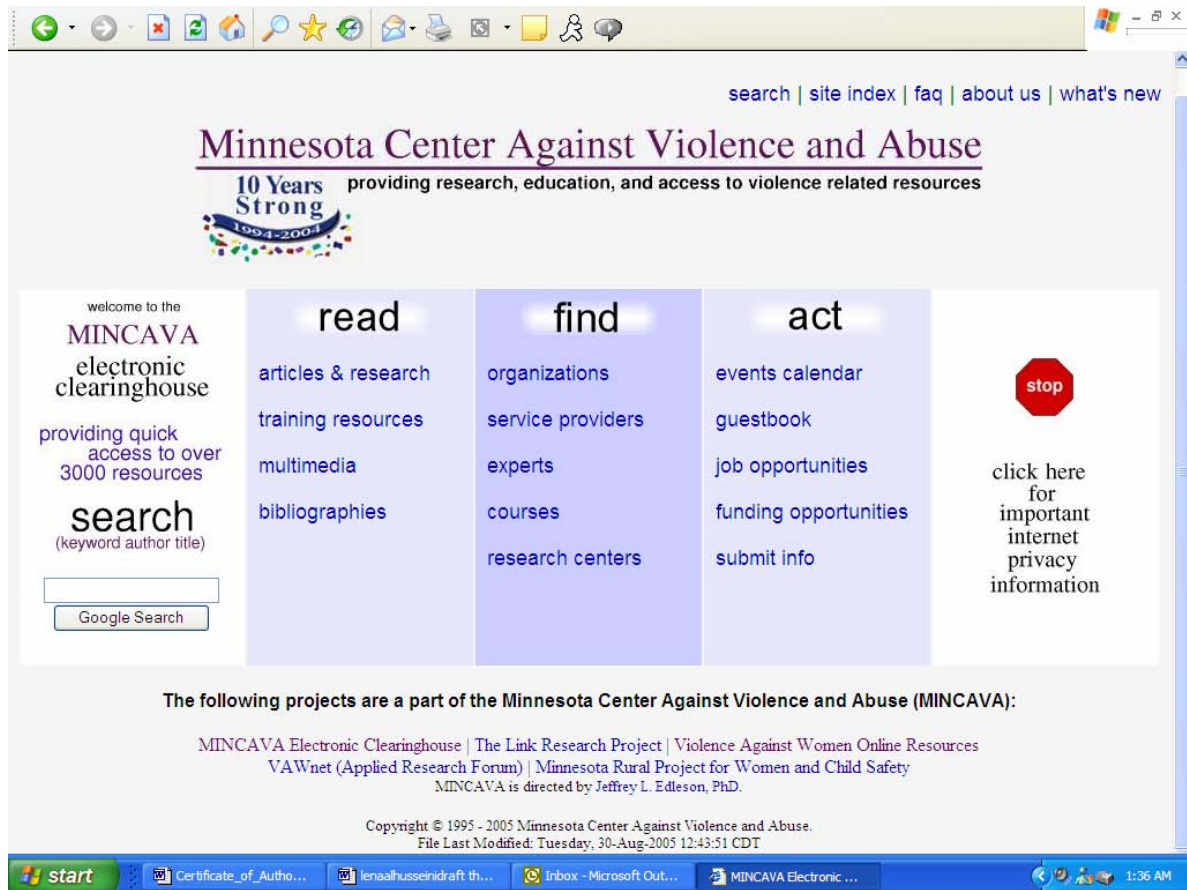 search | site index | faq | about us | what's new
Minnesota Center Against Violence and Abuse
10 Years
Strong
1994-2004
providing research, education, and access to violence related resources
welcome to the
MINCAVA
electronic
clearinghouse
providing quick
access to over
3000 resources
search
(keyword author title)
Google Search
read
articles & research
training resources
multimedia
bibliographies
find
organizations
service providers
experts
courses
research centers
act
events calendar
guestbook
job opportunities
funding opportunities
submit info
stop
click here
for
important
internet
privacy
information
The following projects are a part of the Minnesota Center Against Violence and Abuse (MINCAVA):
MINCAVA Electronic Clearinghouse | The Link Research Project | Violence Against Women Online Resources
VAWnet (Applied Research Forum) | Minnesota Rural Project for Women and Child Safety
MINCAVA is directed by Jeffrey L. Edleson, PhD.
Copyright © 1995 - 2005 Minnesota Center Against Violence and Abuse.
File Last Modified: Tuesday, 30-Aug-2005 12:43:51 CDT
start Certificate_of_Autho... lenaalhusseinidraft th... Inbox - Microsoft Out... MINCAVA Electronic ... 1:36 AM